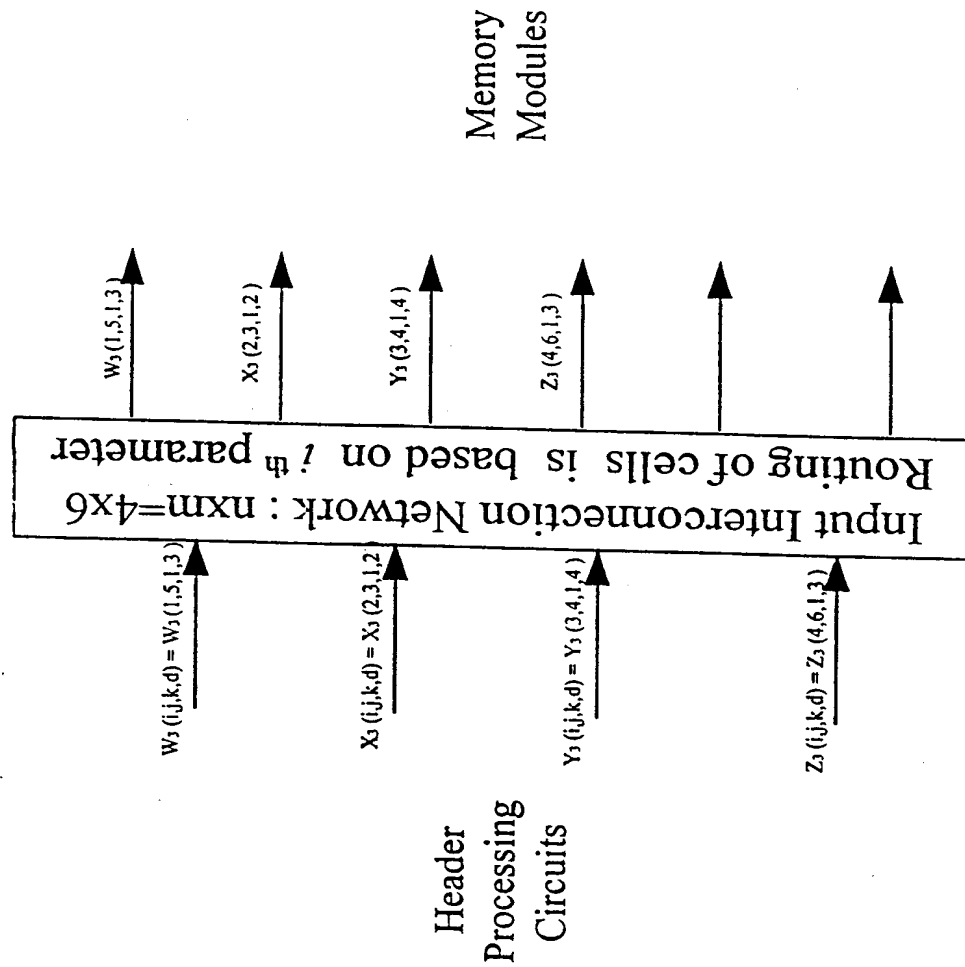 Header
Processing
Circuits
W₃ (i,j,k,d) = W₃ (1,5,1,3)
X₃ (i,j,k,d) = X₃ (2,3,1,2)
Y₃ (i,j,k,d) = Y₃ (3,4,1,4)
Z₃ (i,j,k,d) = Z₃ (4,6,1,3)
Input Interconnection Network : nxm=4x6
Routing of cells is based on i th parameter
W₃ (1,5,1,3)
X₃ (2,3,1,2)
Y₃ (3,4,1,4)
Z₃ (4,6,1,3)
Memory
Modules